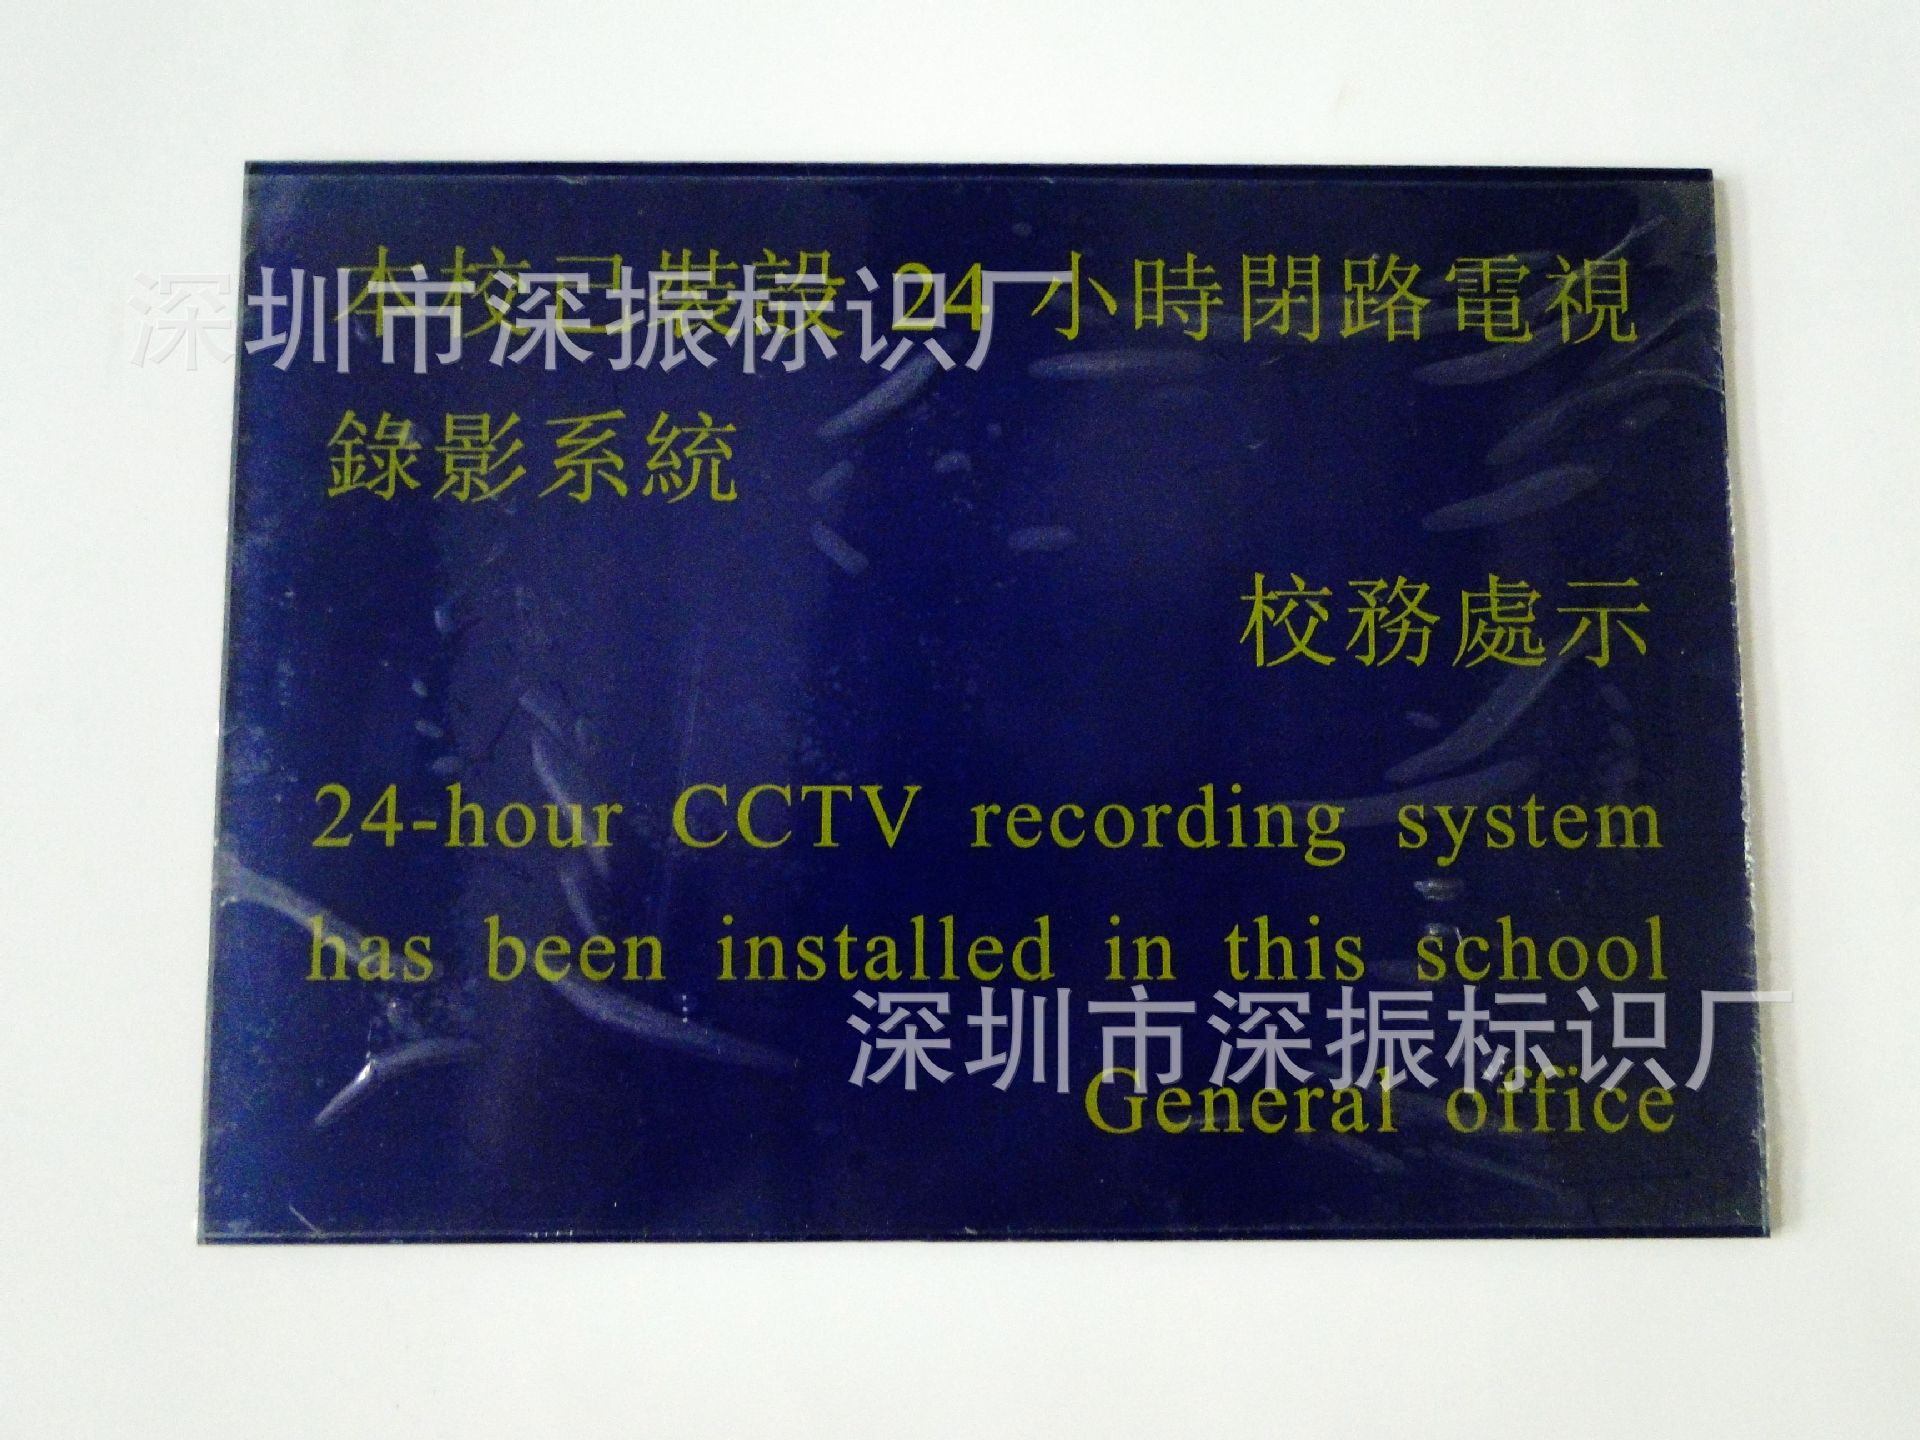 本校已裝設 24 小時閉路電視
深圳市深振标识厂
錄影系統
校務處示
24-hour CCTV recording system
has been installed in this school
深圳市深振标识厂
General office